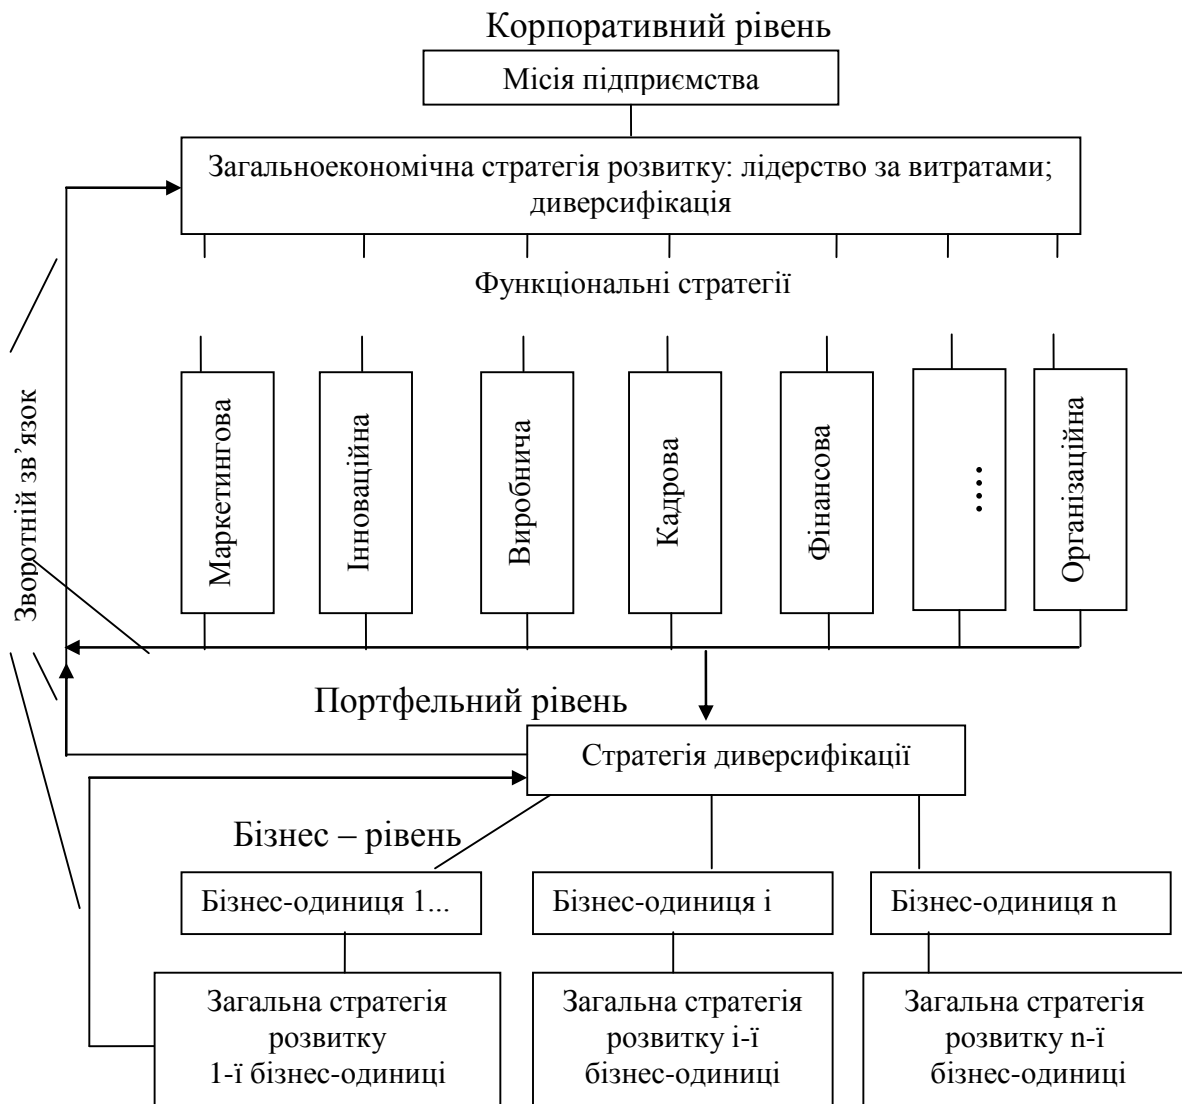 Корпоративний рівень
Місія підприємства
Загальноекономічна стратегія розвитку: лідерство за витратами;
диверсифікація
Функціональні стратегії
Зворотній зв’язок
Маркетингова
Інноваційна
Виробнича
Кадрова
Фінансова
....
Організаційна
Портфельний рівень
Стратегія диверсифікації
Бізнес – рівень
Бізнес-одиниця 1...
Бізнес-одиниця і
Бізнес-одиниця n
Загальна стратегія
розвитку
1-ї бізнес-одиниці
Загальна стратегія
розвитку і-ї
бізнес-одиниці
Загальна стратегія
розвитку n-ї
бізнес-одиниці